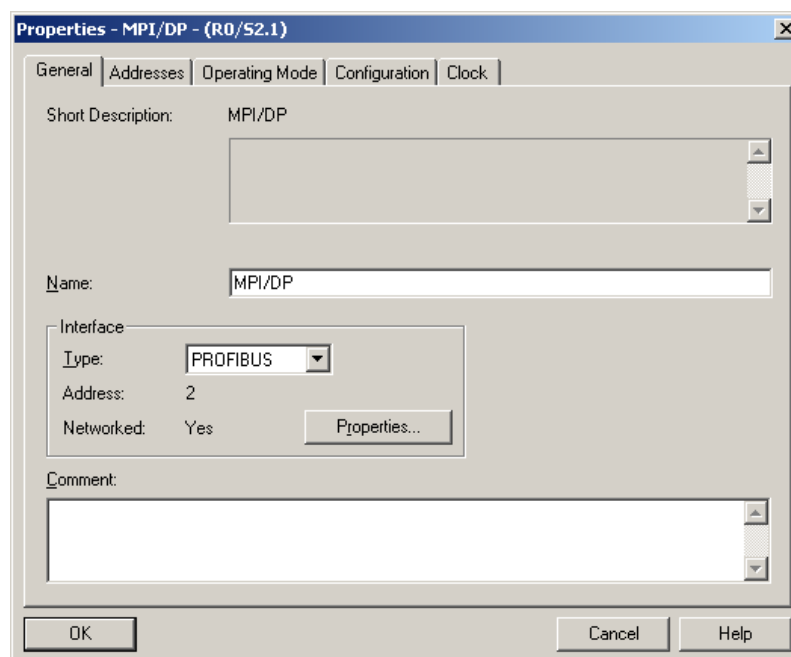 Properties - MPI/DP - (R0/S2.1)
General Addresses Operating Mode Configuration Clock
Short Description: MPI/DP
Name: MPI/DP
Interface
Type: PROFIBUS
Address: 2
Networked: Yes Properties...
Comment:
OK Cancel Help